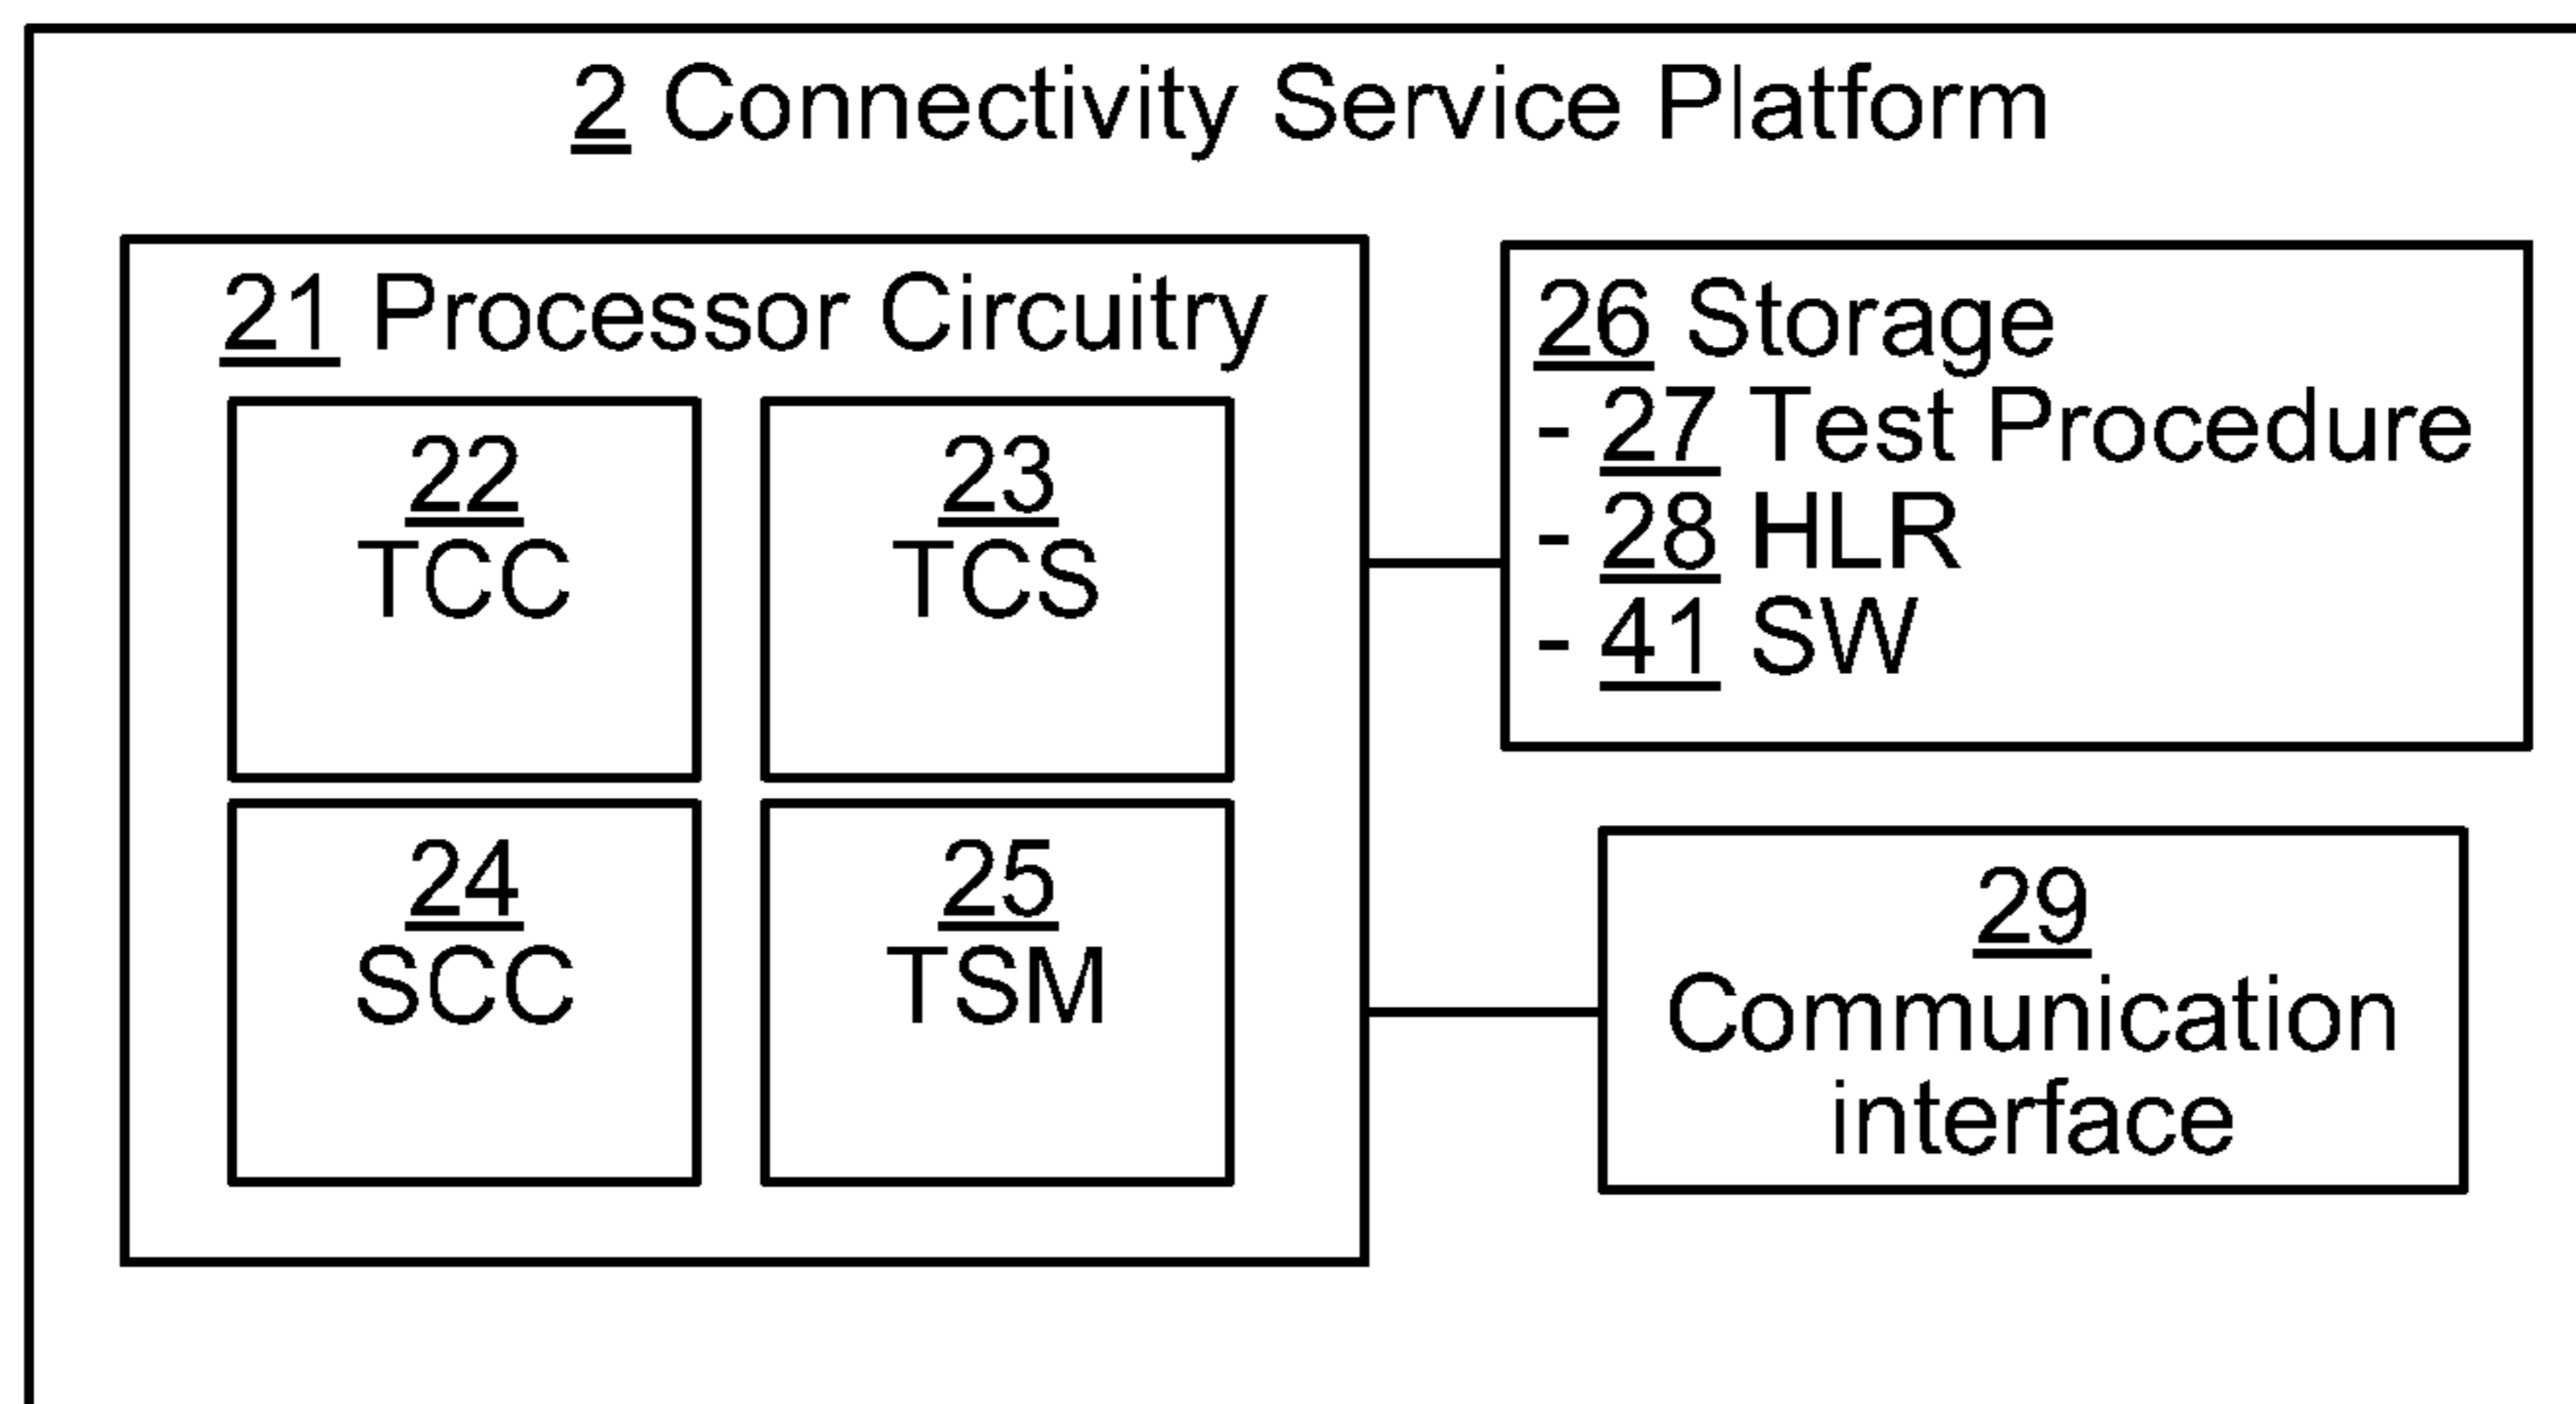 2 Connectivity Service Platform
21 Processor Circuitry
22
TCC
23
TCS
24
SCC
25
TSM
26 Storage
- 27 Test Procedure
- 28 HLR
- 41 SW
29
Communication
interface